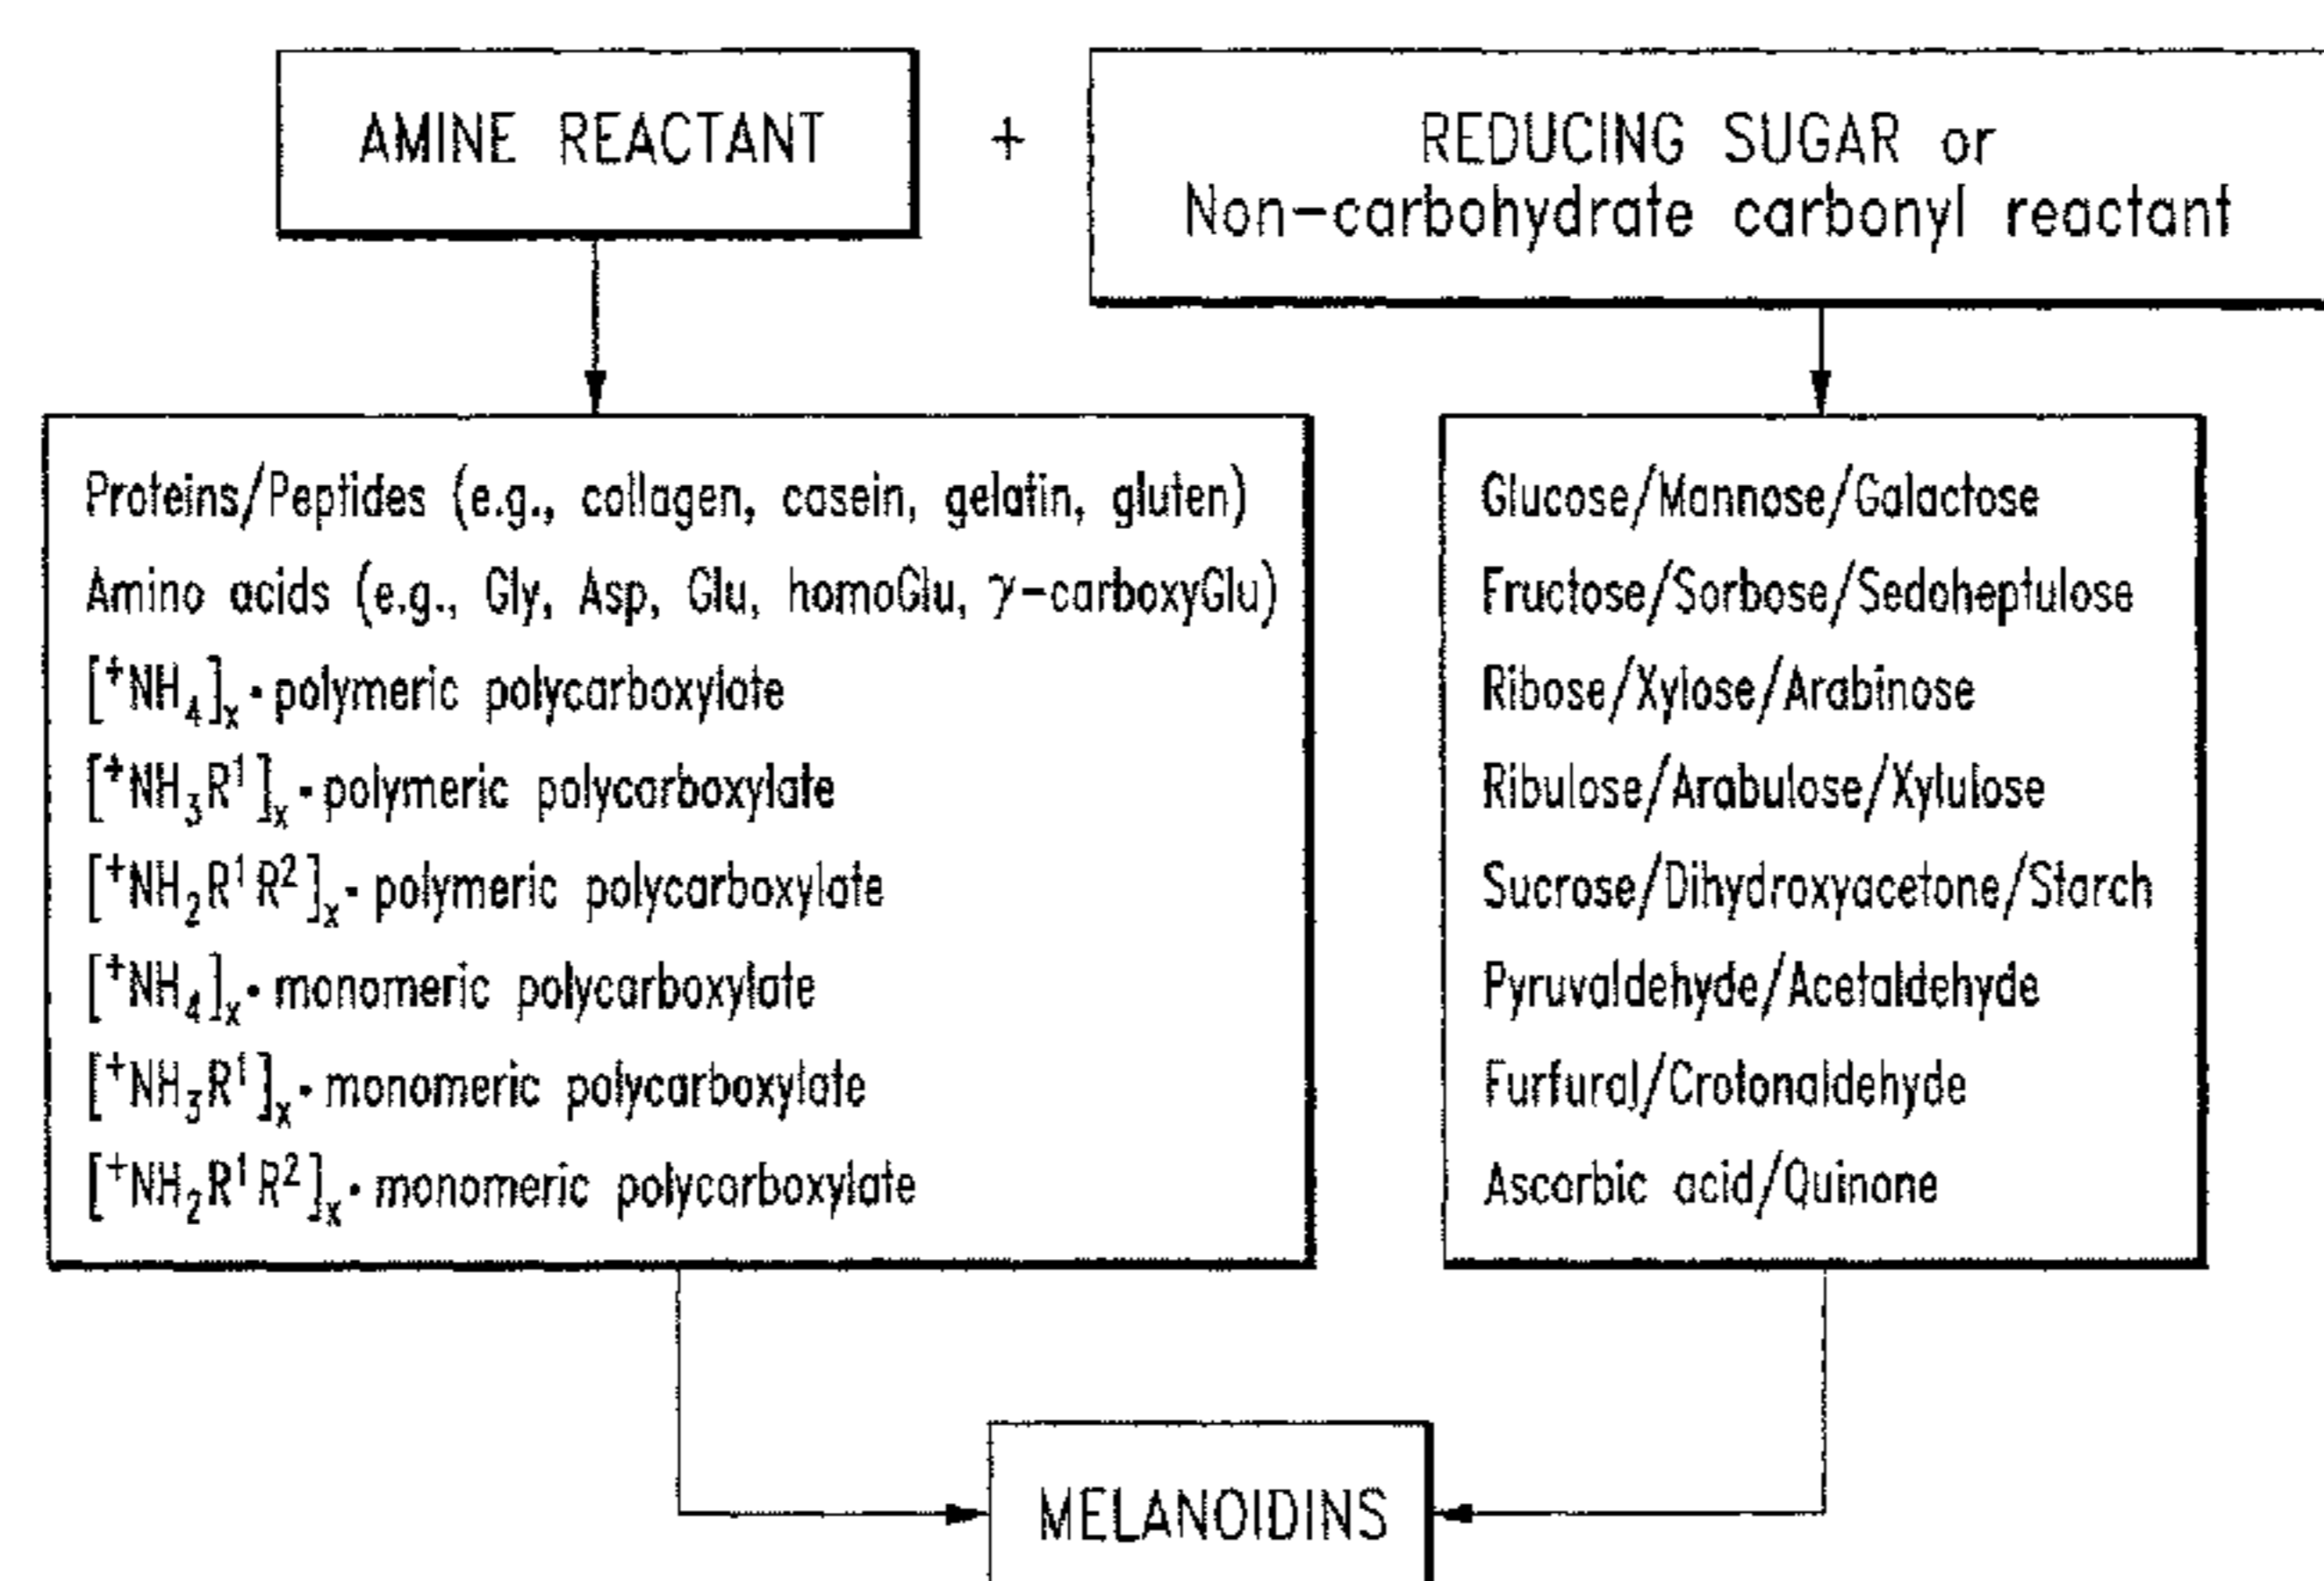 AMINE REACTANT
+
REDUCING SUGAR or
Non-carbohydrate carbonyl reactant
Proteins/Peptides (e.g., collagen, casein, gelatin, gluten)
Amino acids (e.g., Gly, Asp, Glu, homoGlu, γ-carboxyGlu)
[⁺NH₄]ₓ • polymeric polycarboxylate
[⁺NH₃R¹]ₓ • polymeric polycarboxylate
[⁺NH₂R¹R²]ₓ • polymeric polycarboxylate
[⁺NH₄]ₓ • monomeric polycarboxylate
[⁺NH₃R¹]ₓ • monomeric polycarboxylate
[⁺NH₂R¹R²]ₓ • monomeric polycarboxylate
Glucose/Mannose/Galactose
Fructose/Sorbose/Sedoheptulose
Ribose/Xylose/Arabinose
Ribulose/Arabulose/Xylulose
Sucrose/Dihydroxyacetone/Starch
Pyruvaldehyde/Acetaldehyde
Furfural/Crotonaldehyde
Ascorbic acid/Quinone
MELANOIDINS